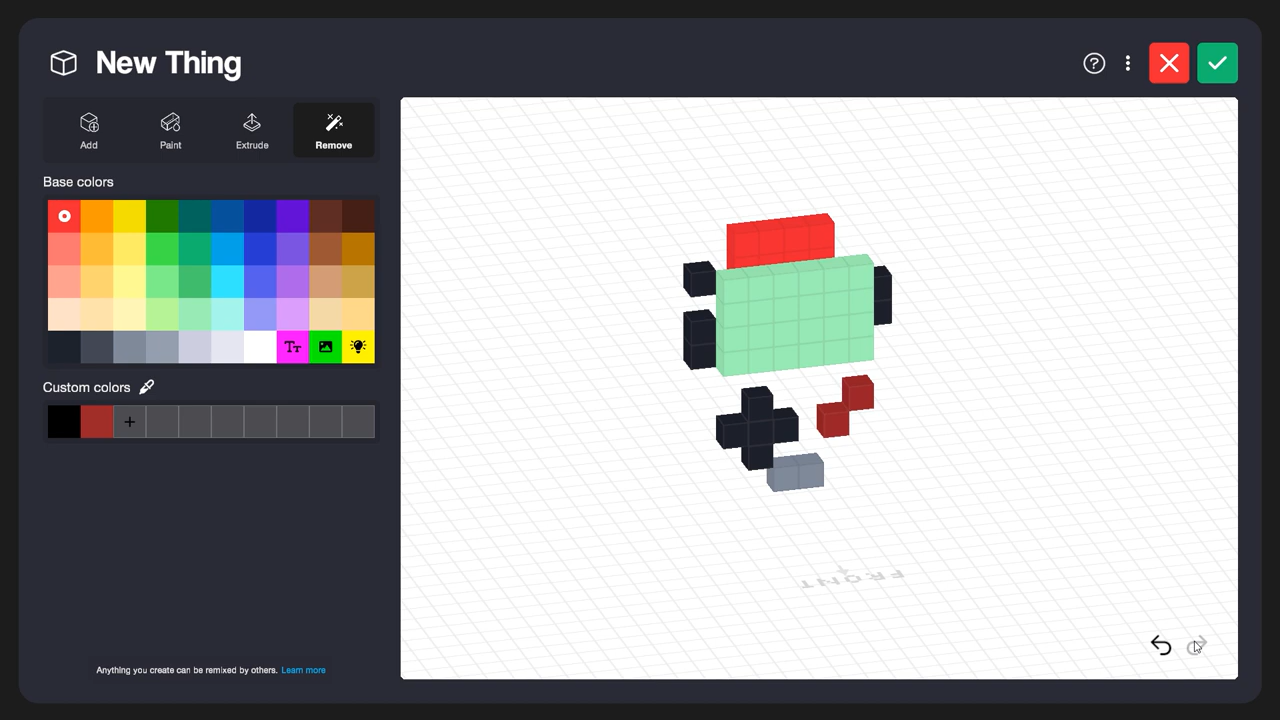 New Thing
Add
Paint
Extrude
Remove
Base colors
TT
Custom colors
Anything you create can be remixed by others. Learn more
FRONT